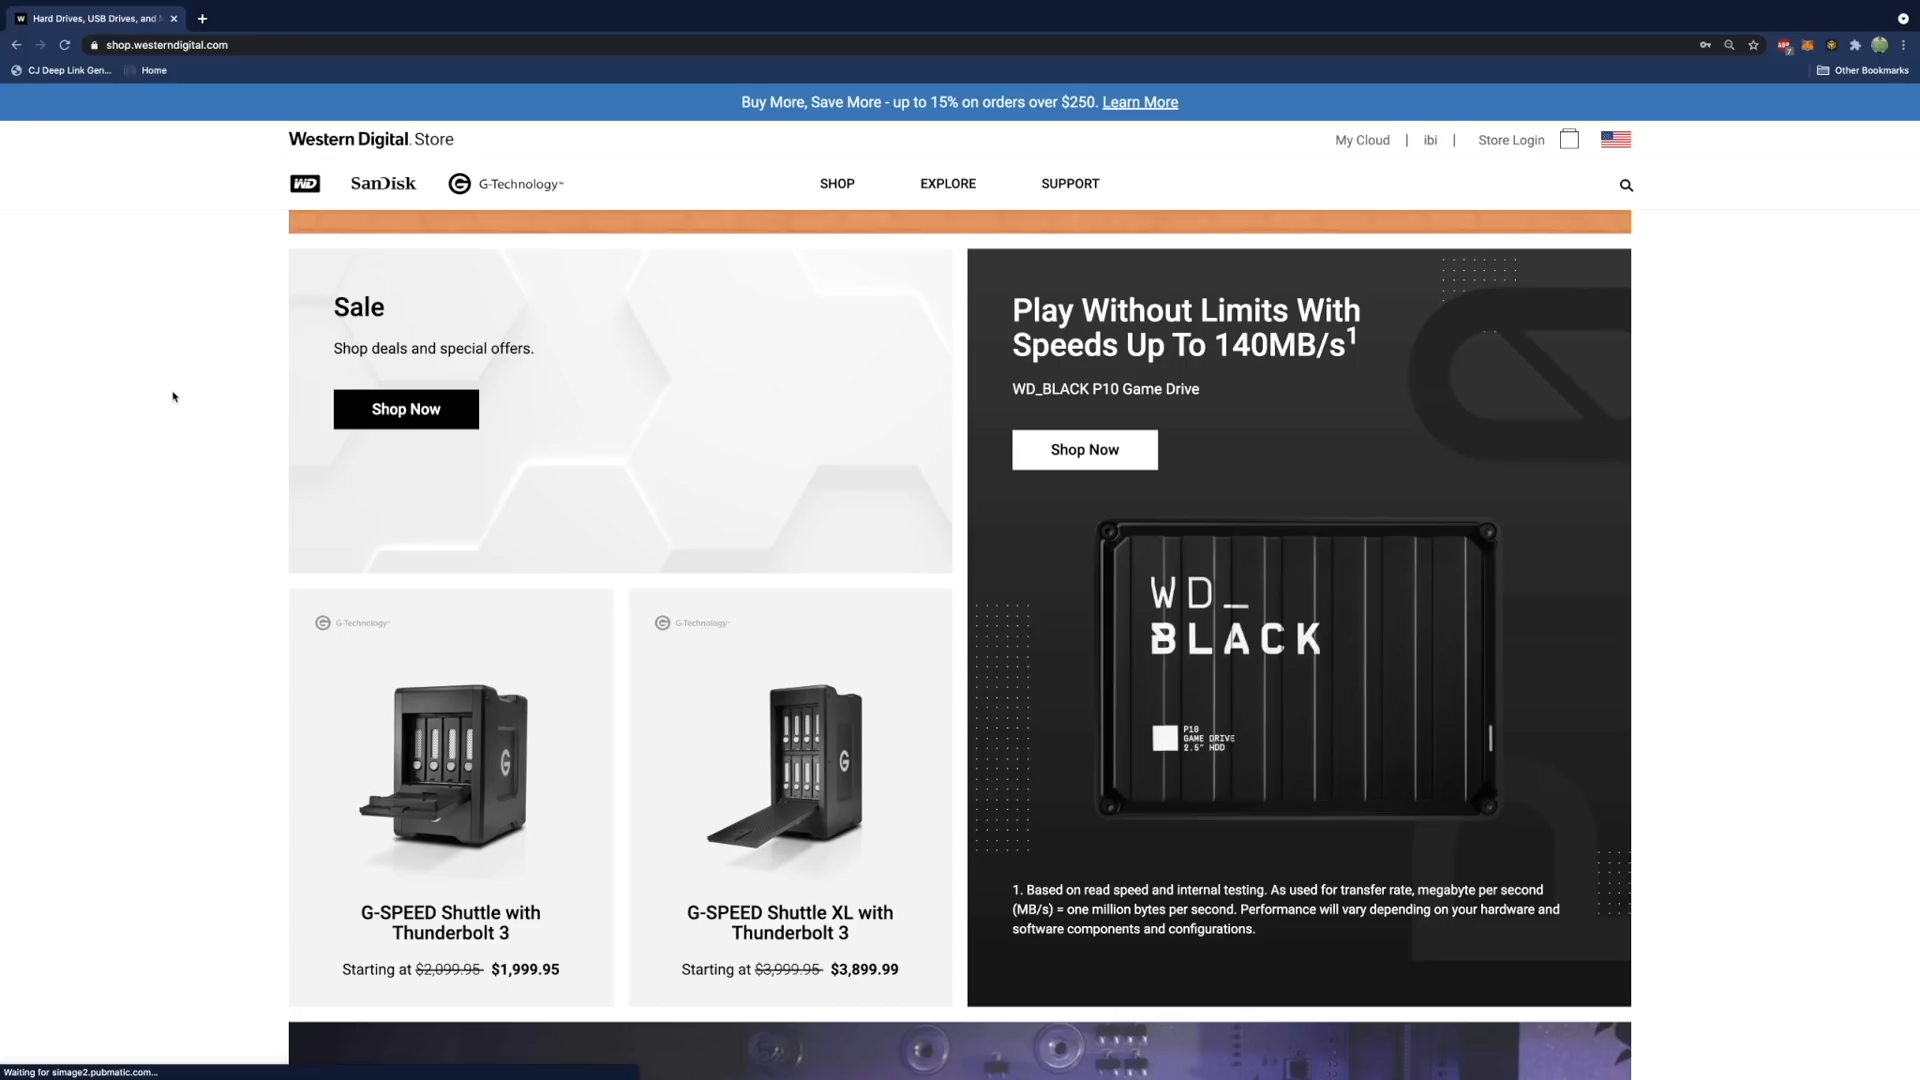 Hard Drives, USB Drives, and
shop.westerndigital.com
CJ Deep Link Gen...
Home
Other Bookmarks
Buy More, Save More - up to 15% on orders over $250. Learn More
Western Digital. Store
My Cloud | ibi | Store Login
WD
SanDisk
G-Technology™
SHOP
EXPLORE
SUPPORT
Sale
Shop deals and special offers.
Shop Now
Play Without Limits With
Speeds Up To 140MB/s1
WD_BLACK P10 Game Drive
Shop Now
WD_
BLACK
P10
GAME DRIVE
2.5" HDD
1. Based on read speed and internal testing. As used for transfer rate, megabyte per second
(MB/s) = one million bytes per second. Performance will vary depending on your hardware and
software components and configurations.
G-Technology™
G-SPEED Shuttle with
Thunderbolt 3
Starting at $2,099.95 $1,999.95
G-Technology™
G-SPEED Shuttle XL with
Thunderbolt 3
Starting at $3,999.95 $3,899.99
Waiting for simage2.pubmatic.com...